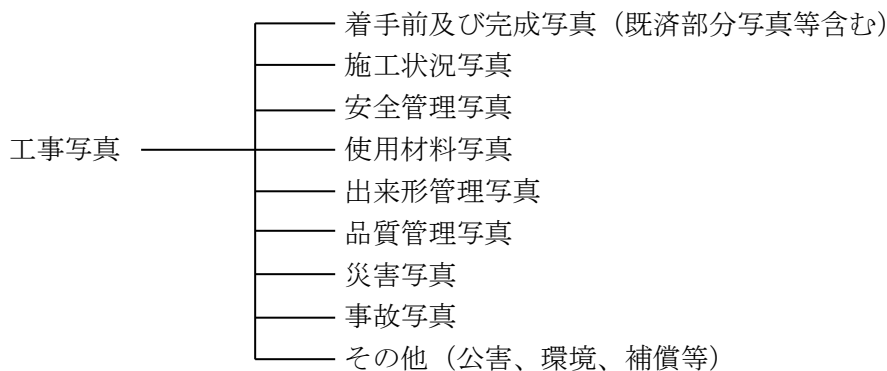 着手前及び完成写真（既済部分写真等含む）
施工状況写真
安全管理写真
工事写真
使用材料写真
出来形管理写真
品質管理写真
災害写真
事故写真
その他（公害、環境、補償等）